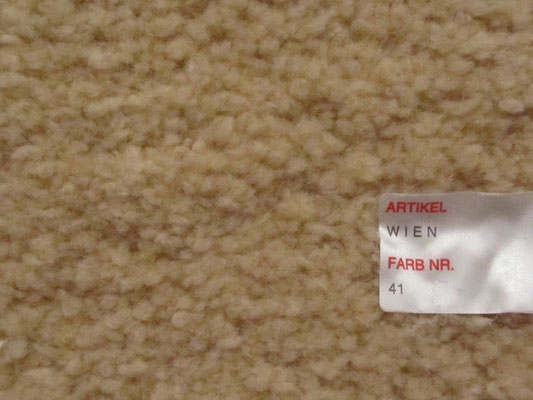 ARTIKEL
WIEN
FARB NR.
41